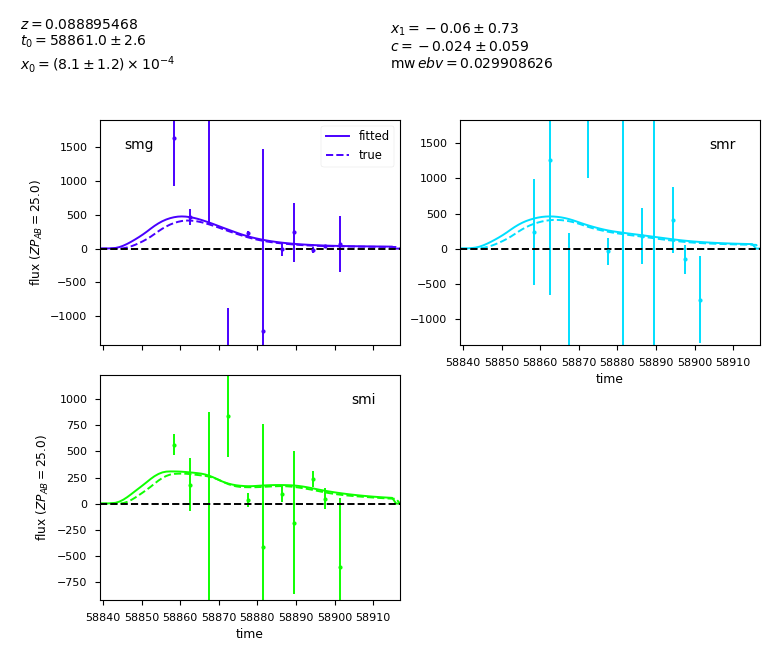 z = 0.088895468
t₀ = 58861.0 ± 2.6
x₀ = (8.1 ± 1.2) × 10⁻⁴
x₁ = −0.06 ± 0.73
c = −0.024 ± 0.059
mw ebv = 0.029908626
smg
fitted
true
1500
1000
500
0
−500
−1000
flux (ZP_AB = 25.0)
smr
1500
1000
500
0
−500
−1000
58840 58850 58860 58870 58880 58890 58900 58910
time
smi
1000
750
500
250
0
−250
−500
−750
flux (ZP_AB = 25.0)
58840 58850 58860 58870 58880 58890 58900 58910
time